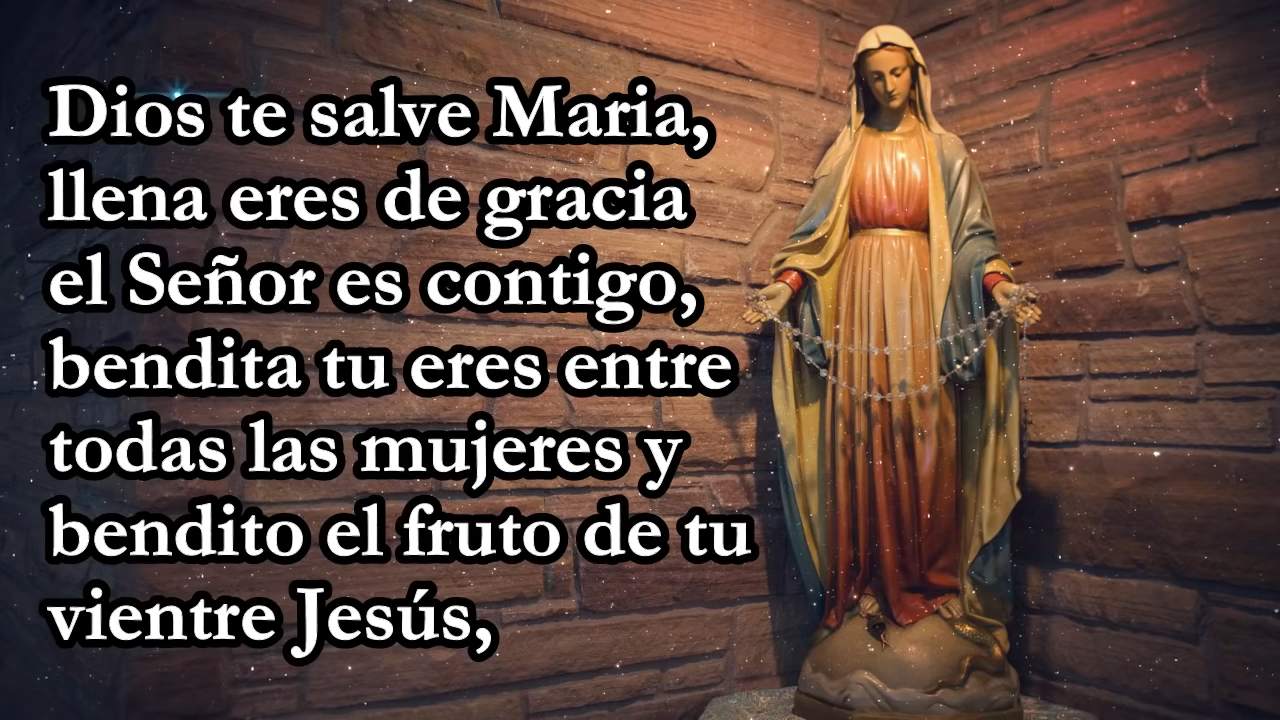 Dios te salve Maria,
llena eres de gracia
el Señor es contigo,
bendita tu eres entre
todas las mujeres y
bendito el fruto de tu
vientre Jesús,